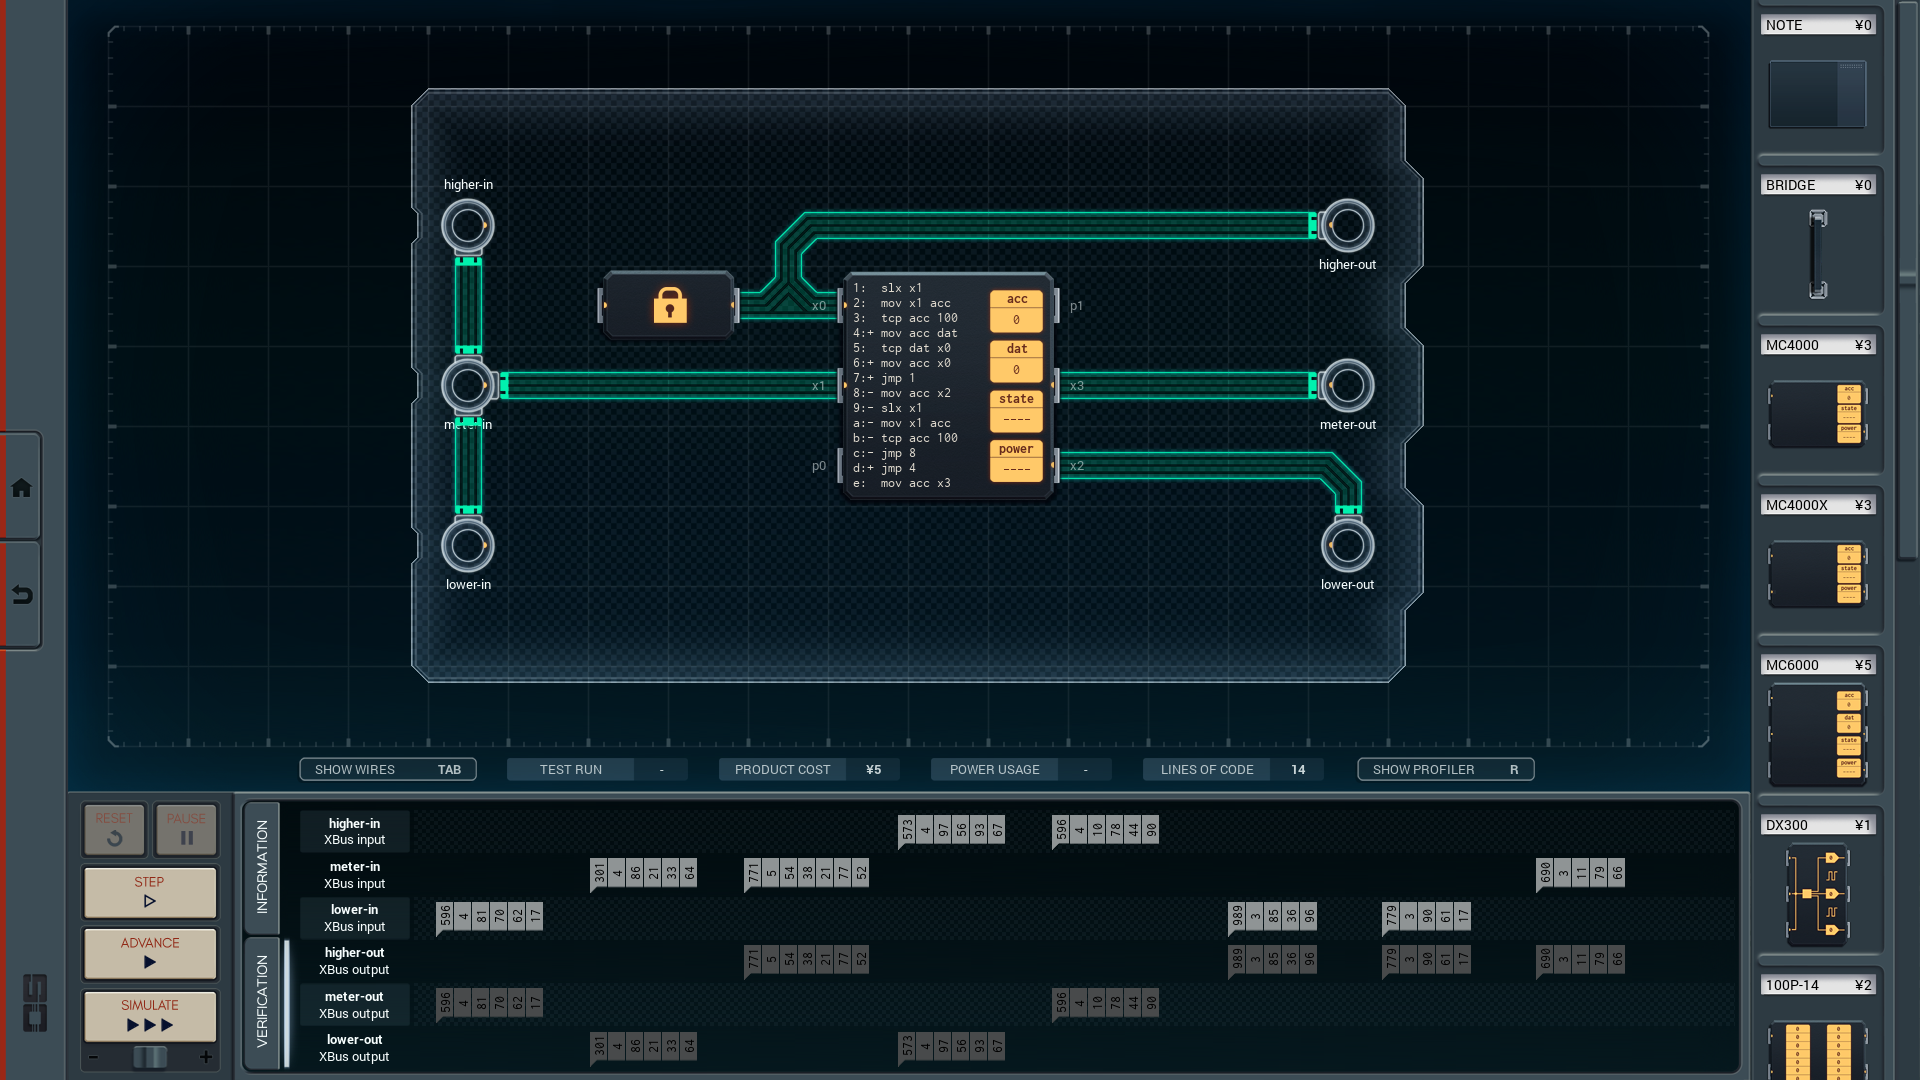 NOTE ¥0
BRIDGE ¥0
MC4000 ¥3
MC4000X ¥3
MC6000 ¥5
DX300 ¥1
100P-14 ¥2
higher-in
meter-in
lower-in
higher-out
meter-out
lower-out
x0
x1
p0
p1
x3
x2
1: slx x1
2: mov x1 acc
3: tcp acc 100
4:+ mov acc dat
5: tcp dat x0
6:+ mov acc x0
7:+ jmp 1
8:- mov acc x2
9:- slx x1
a:- mov x1 acc
b:- tcp acc 100
c:- jmp 8
d:+ jmp 4
e: mov acc x3
acc
0
dat
0
state
----
power
----
SHOW WIRES TAB
TEST RUN -
PRODUCT COST ¥5
POWER USAGE -
LINES OF CODE 14
SHOW PROFILER R
RESET
PAUSE
STEP
ADVANCE
SIMULATE
- +
INFORMATION
VERIFICATION
higher-in
XBus input
573 4 97 56 93 67
596 4 10 78 44 90
meter-in
XBus input
301 4 86 21 33 64
771 5 54 38 21 77 52
690 3 11 79 66
lower-in
XBus input
596 4 81 70 62 17
989 3 85 36 96
779 3 90 61 17
higher-out
XBus output
771 5 54 38 21 77 52
989 3 85 36 96
779 3 90 61 17
690 3 11 79 66
meter-out
XBus output
596 4 81 70 62 17
596 4 10 78 44 90
lower-out
XBus output
301 4 86 21 33 64
573 4 97 56 93 67